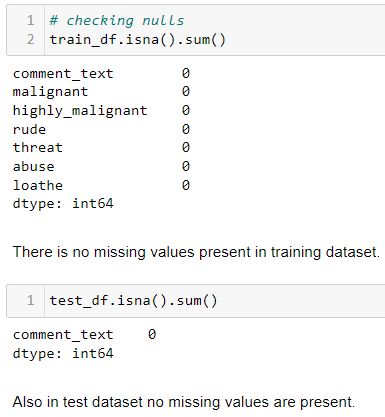 1 # checking nulls
2 train_df.isna().sum()
comment_text 0
malignant 0
highly_malignant 0
rude 0
threat 0
abuse 0
loathe 0
dtype: int64
There is no missing values present in training dataset.
1 test_df.isna().sum()
comment_text 0
dtype: int64
Also in test dataset no missing values are present.